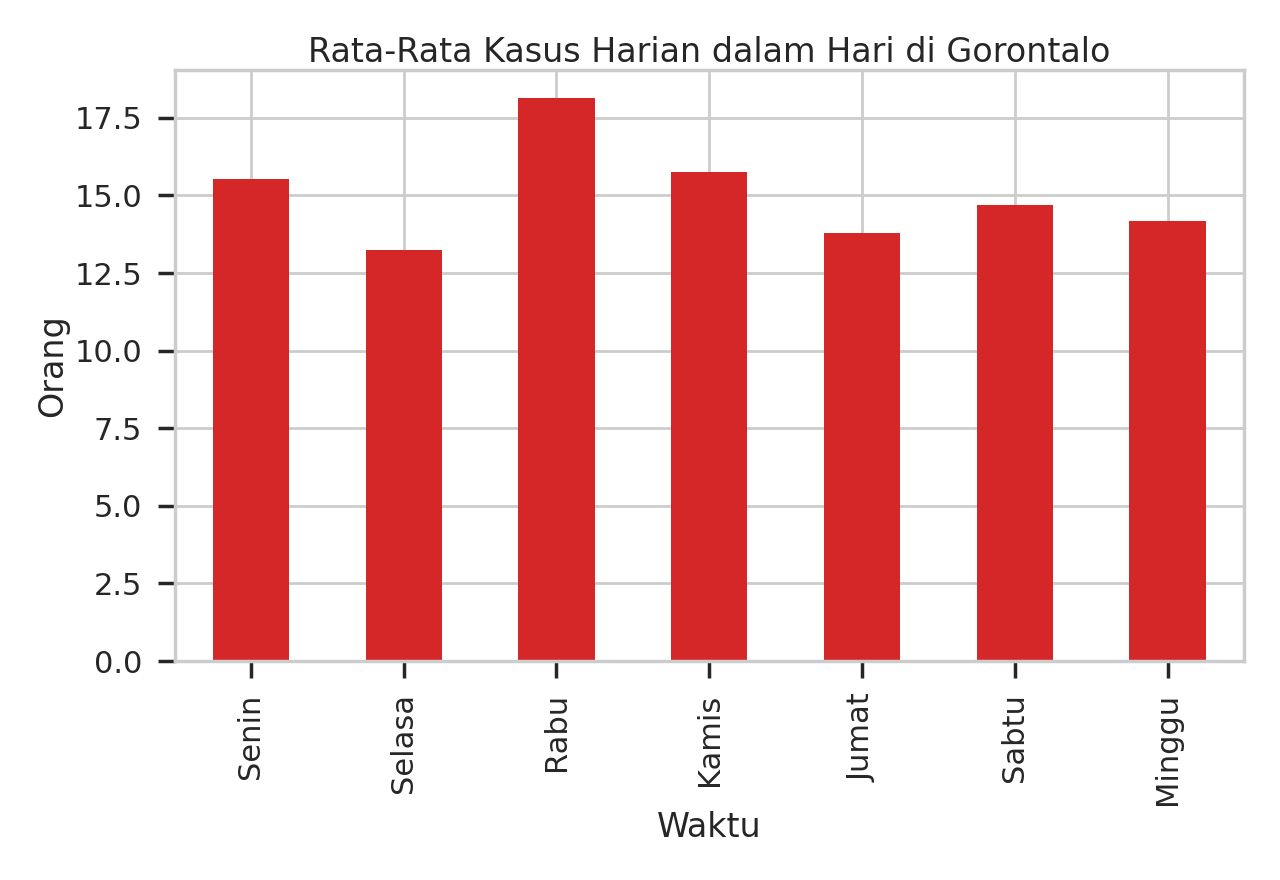 Rata-Rata Kasus Harian dalam Hari di Gorontalo
17.5
15.0
12.5
10.0
7.5
5.0
2.5
0.0
Orang
Senin
Selasa
Rabu
Kamis
Jumat
Sabtu
Minggu
Waktu